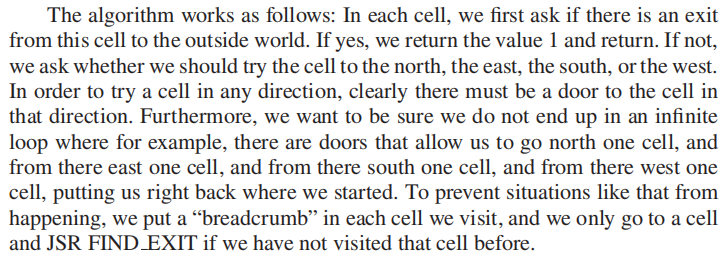 The algorithm works as follows: In each cell, we first ask if there is an exit
from this cell to the outside world. If yes, we return the value 1 and return. If not,
we ask whether we should try the cell to the north, the east, the south, or the west.
In order to try a cell in any direction, clearly there must be a door to the cell in
that direction. Furthermore, we want to be sure we do not end up in an infinite
loop where for example, there are doors that allow us to go north one cell, and
from there east one cell, and from there south one cell, and from there west one
cell, putting us right back where we started. To prevent situations like that from
happening, we put a “breadcrumb” in each cell we visit, and we only go to a cell
and JSR FIND_EXIT if we have not visited that cell before.